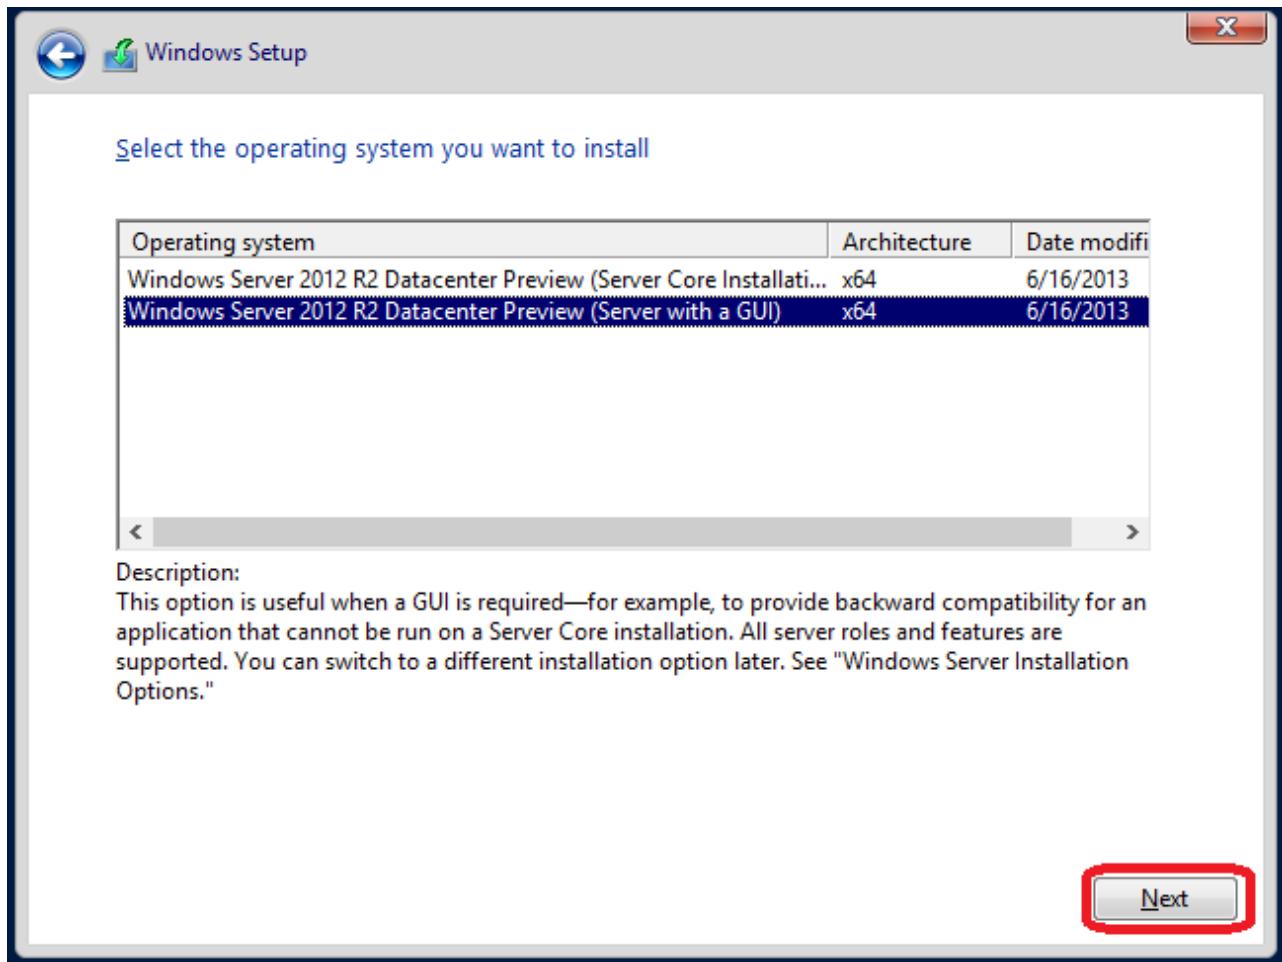 Windows Setup
Select the operating system you want to install
Operating system Architecture Date modifi
Windows Server 2012 R2 Datacenter Preview (Server Core Installati... x64 6/16/2013
Windows Server 2012 R2 Datacenter Preview (Server with a GUI) x64 6/16/2013
Description:
This option is useful when a GUI is required—for example, to provide backward compatibility for an
application that cannot be run on a Server Core installation. All server roles and features are
supported. You can switch to a different installation option later. See "Windows Server Installation
Options."
Next